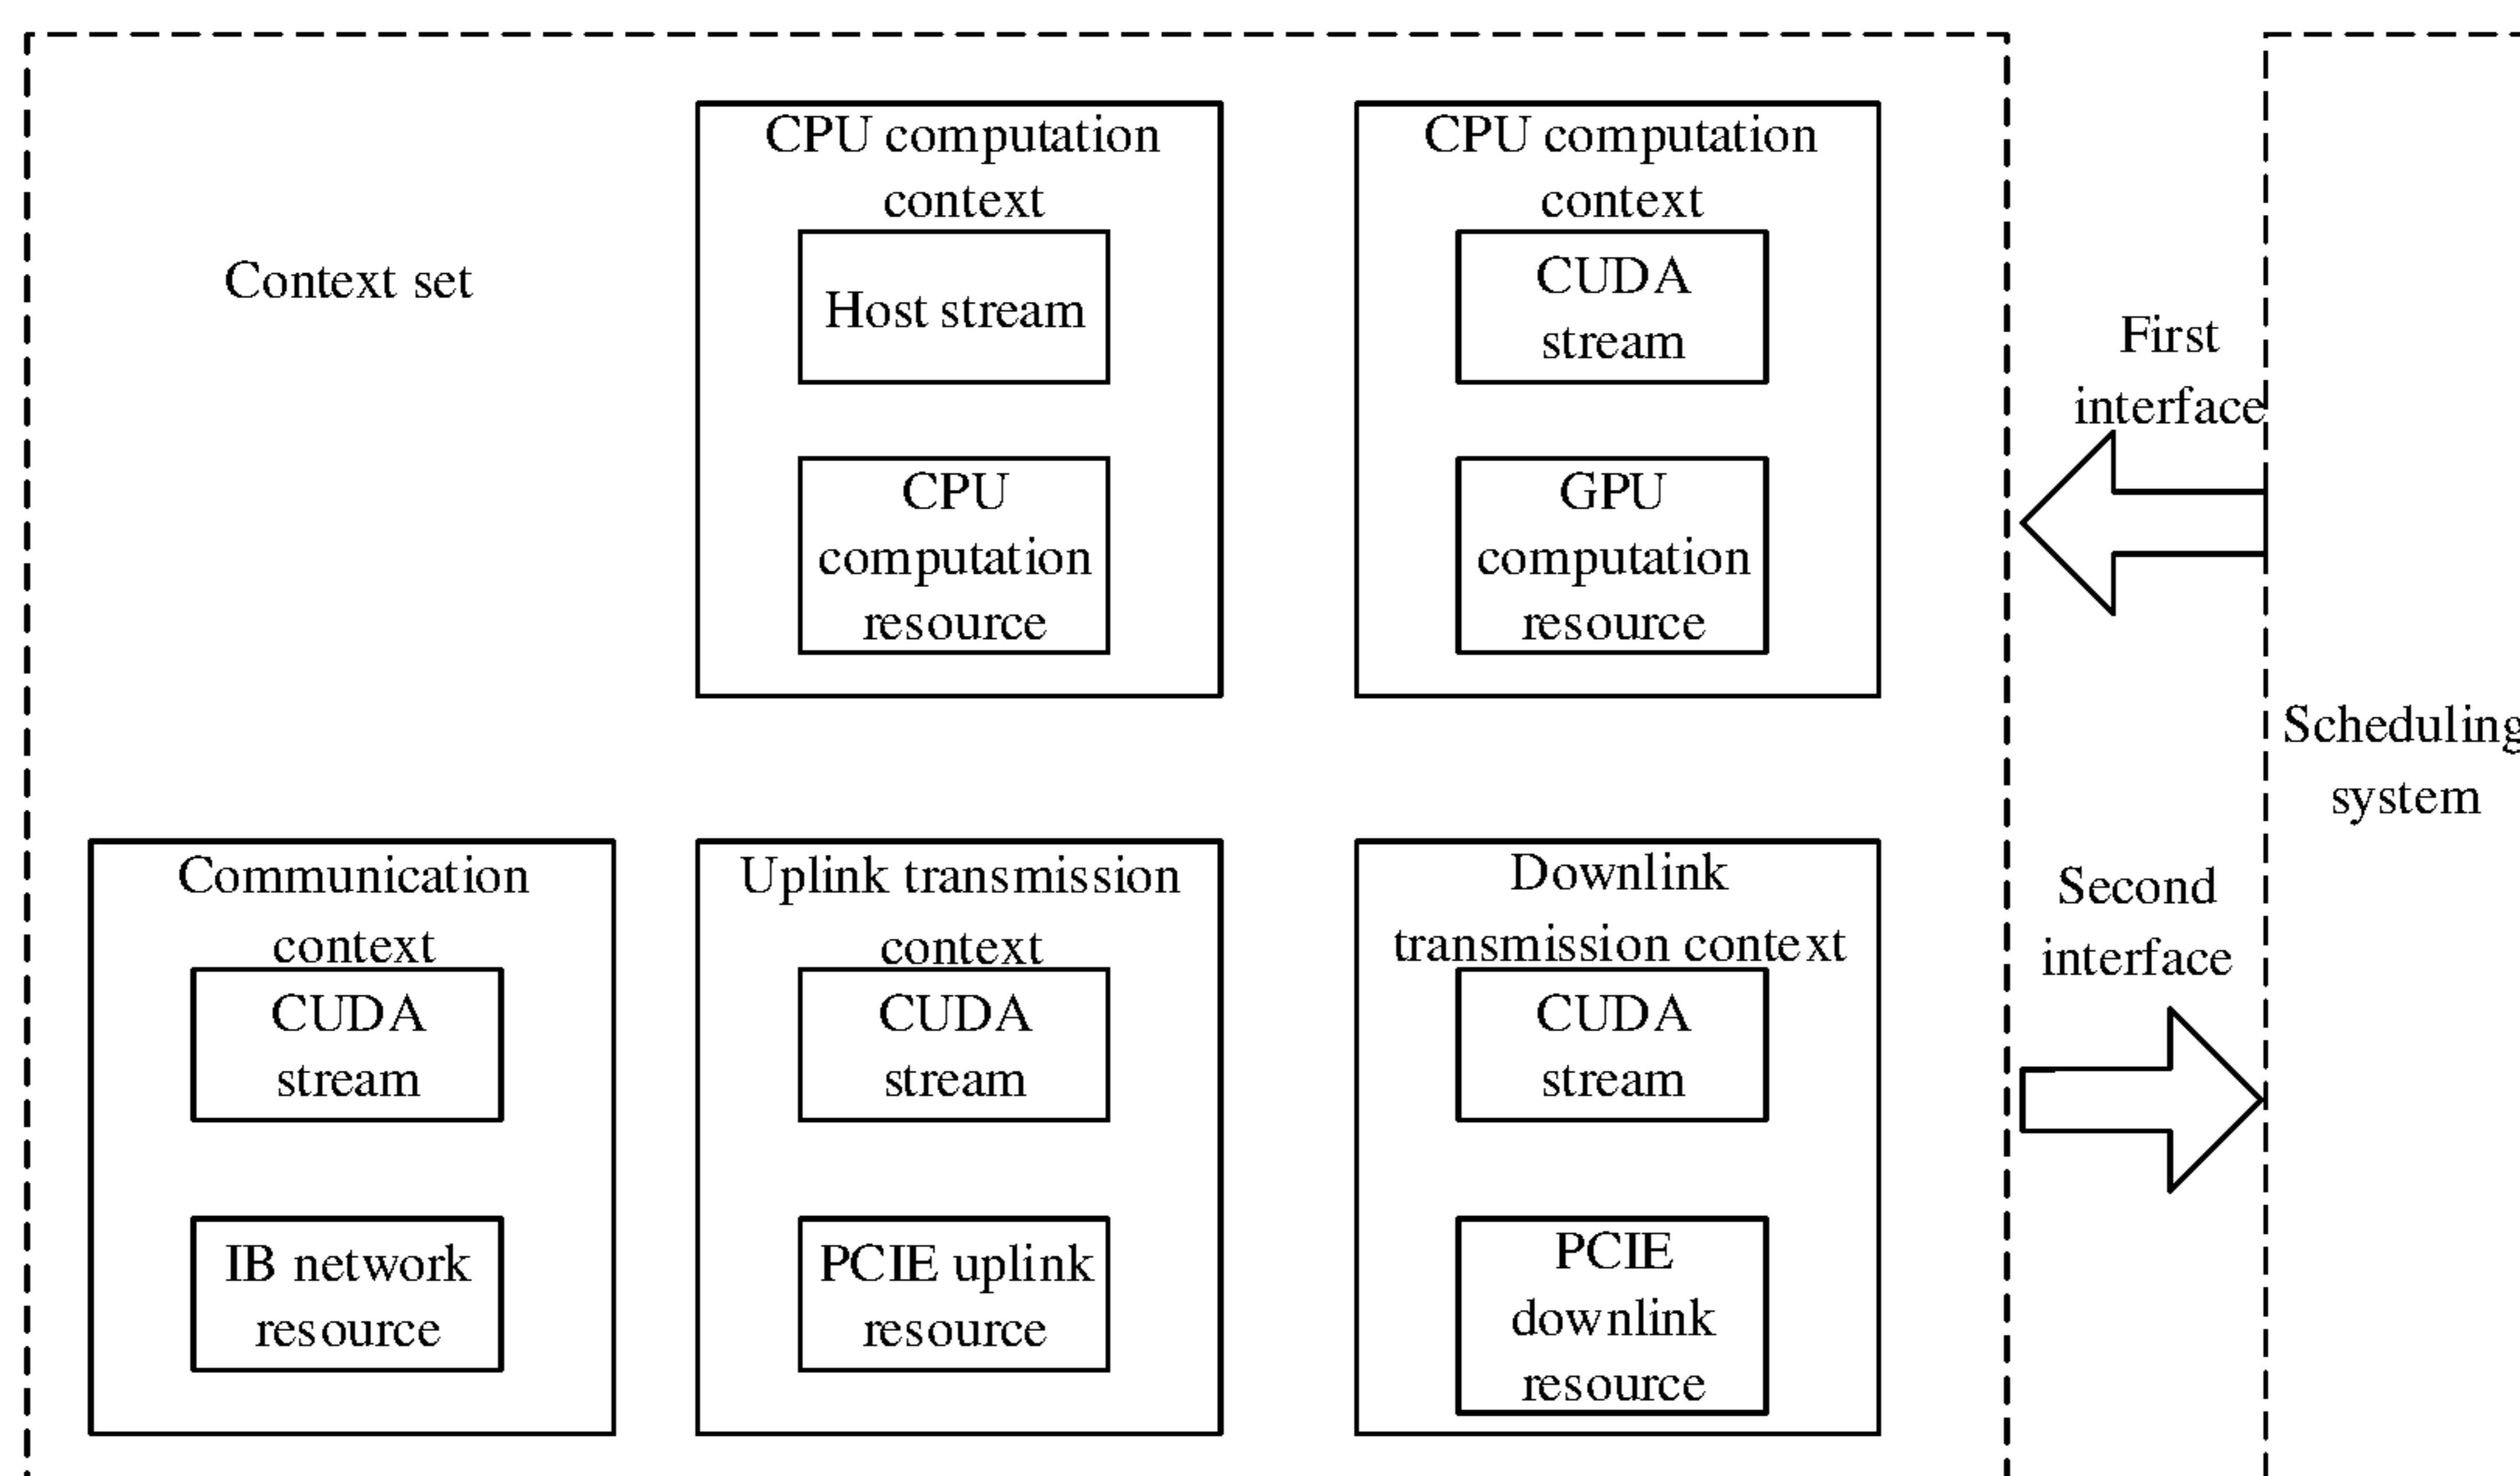 Context set
CPU computation
context
Host stream
CPU
computation
resource
CPU computation
context
CUDA
stream
GPU
computation
resource
First
interface
Scheduling
system
Second
interface
Communication
context
CUDA
stream
IB network
resource
Uplink transmission
context
CUDA
stream
PCIE uplink
resource
Downlink
transmission context
CUDA
stream
PCIE
downlink
resource